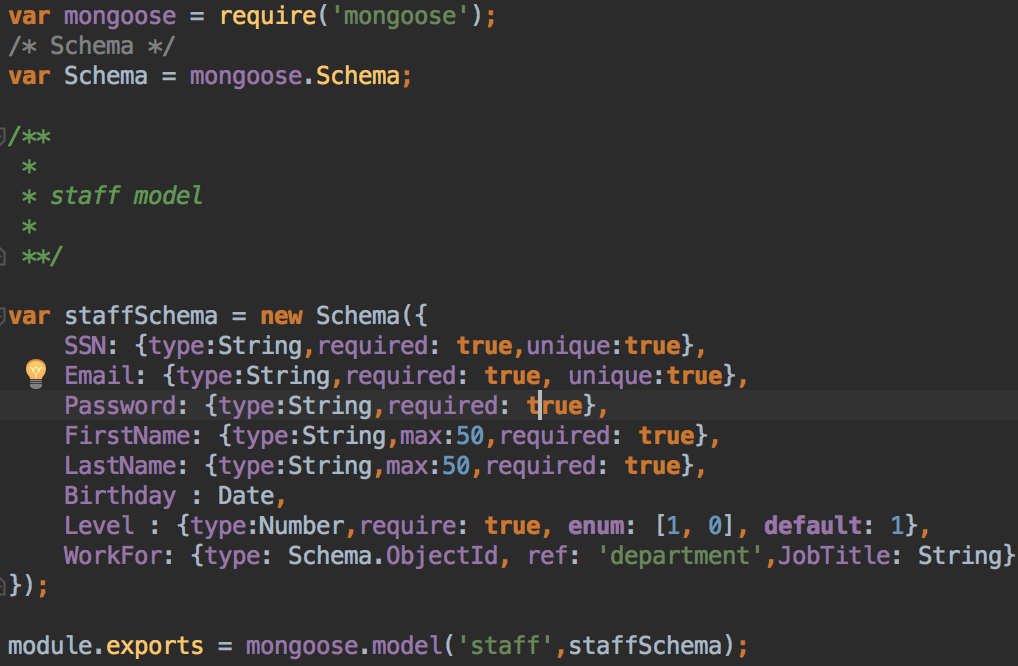 var mongoose = require('mongoose');
/* Schema */
var Schema = mongoose.Schema;
/**
*
* staff model
*
**/
var staffSchema = new Schema({
SSN: {type:String,required: true,unique:true},
Email: {type:String,required: true, unique:true},
Password: {type:String,required: true},
FirstName: {type:String,max:50,required: true},
LastName: {type:String,max:50,required: true},
Birthday : Date,
Level : {type:Number,require: true, enum: [1, 0], default: 1},
WorkFor: {type: Schema.ObjectId, ref: 'department',JobTitle: String}
});
module.exports = mongoose.model('staff',staffSchema);